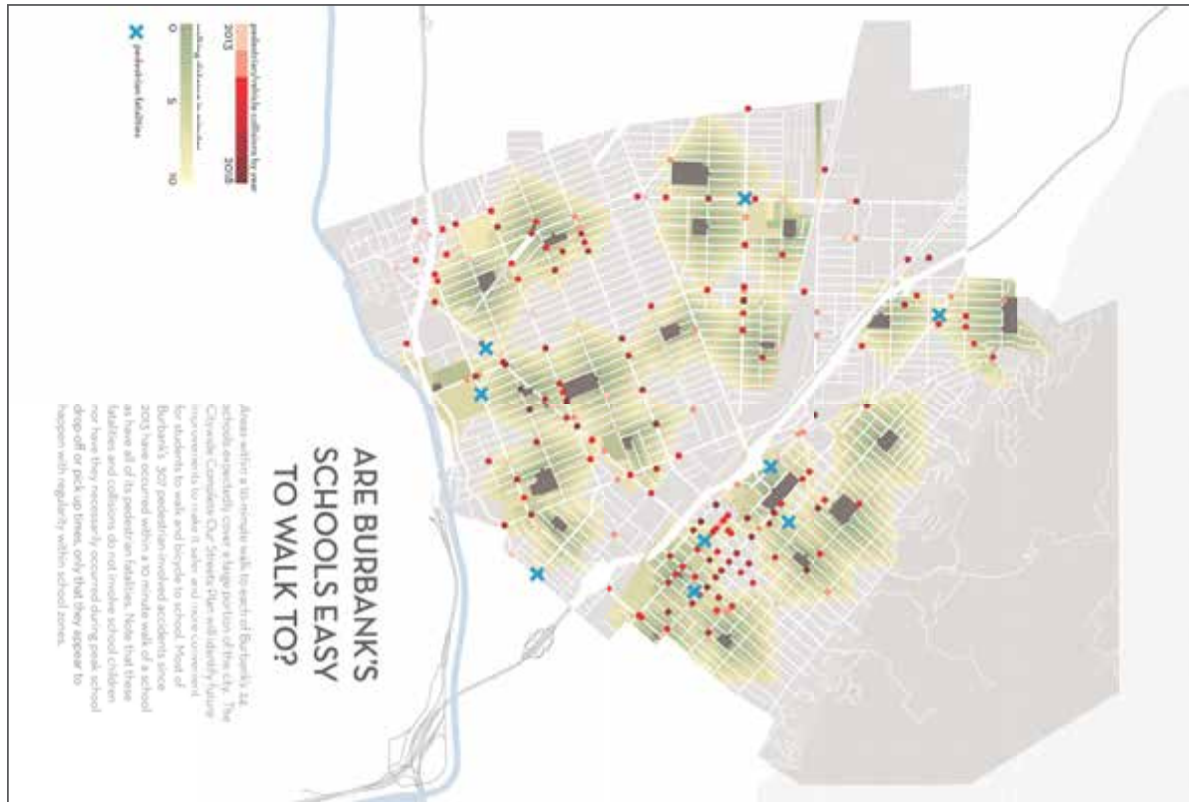 ARE BURBANK'S
SCHOOLS EASY
TO WALK TO?
Areas within a 10-minute walk to each of Burbank's 24
schools expectedly cover a large portion of the city. The
Citywide Complete Our Streets Plan will identify future
improvements to make it safer and more convenient
for students to walk and bicycle to school. Most of
Burbank's 307 pedestrian-involved accidents since
2013 have occurred within a 10 minute walk of a school
as have all of its pedestrian fatalities. Note that these
fatalities and collisions do not involve school children
nor have they necessarily occurred during peak school
drop-off or pick up times, only that they appear to
happen with regularity within school zones.
pedestrian/vehicle collisions by year
2013 2018
walking distance in minutes
0 5 10
pedestrian fatalities